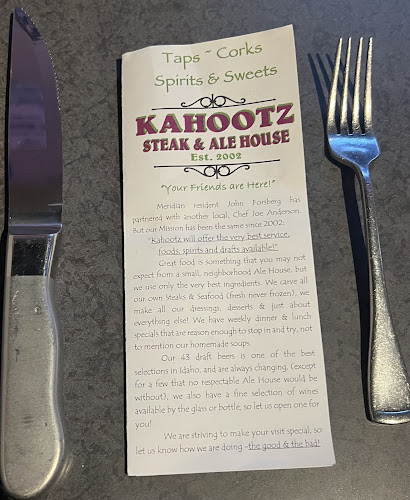 Taps ~ Corks
Spirits & Sweets
KAHOOTZ
STEAK & ALE HOUSE
Est. 2002
"Your Friends are Here!"
Meridian resident John Forsberg has
partnered with another local, Chef Joe Anderson.
But our Mission has been the same since 2002:
"Kahootz will offer the very best service,
foods, spirits and drafts available!"
Great food is something that you may not
expect from a small, neighborhood Ale House, but
we use only the very best ingredients. We carve all
our own Steaks & Seafood (fresh never frozen), we
make all our dressings, desserts & just about
everything else! We have weekly dinner & lunch
specials that are reason enough to stop in and try, not
to mention our homemade soups.
Our 43 draft beers is one of the best
selections in Idaho, and are always changing, (except
for a few that no respectable Ale House would be
without), we also have a fine selection of wines
available by the glass or bottle, so let us open one for
you!
We are striving to make your visit special, so
let us know how we are doing -the good & the bad!